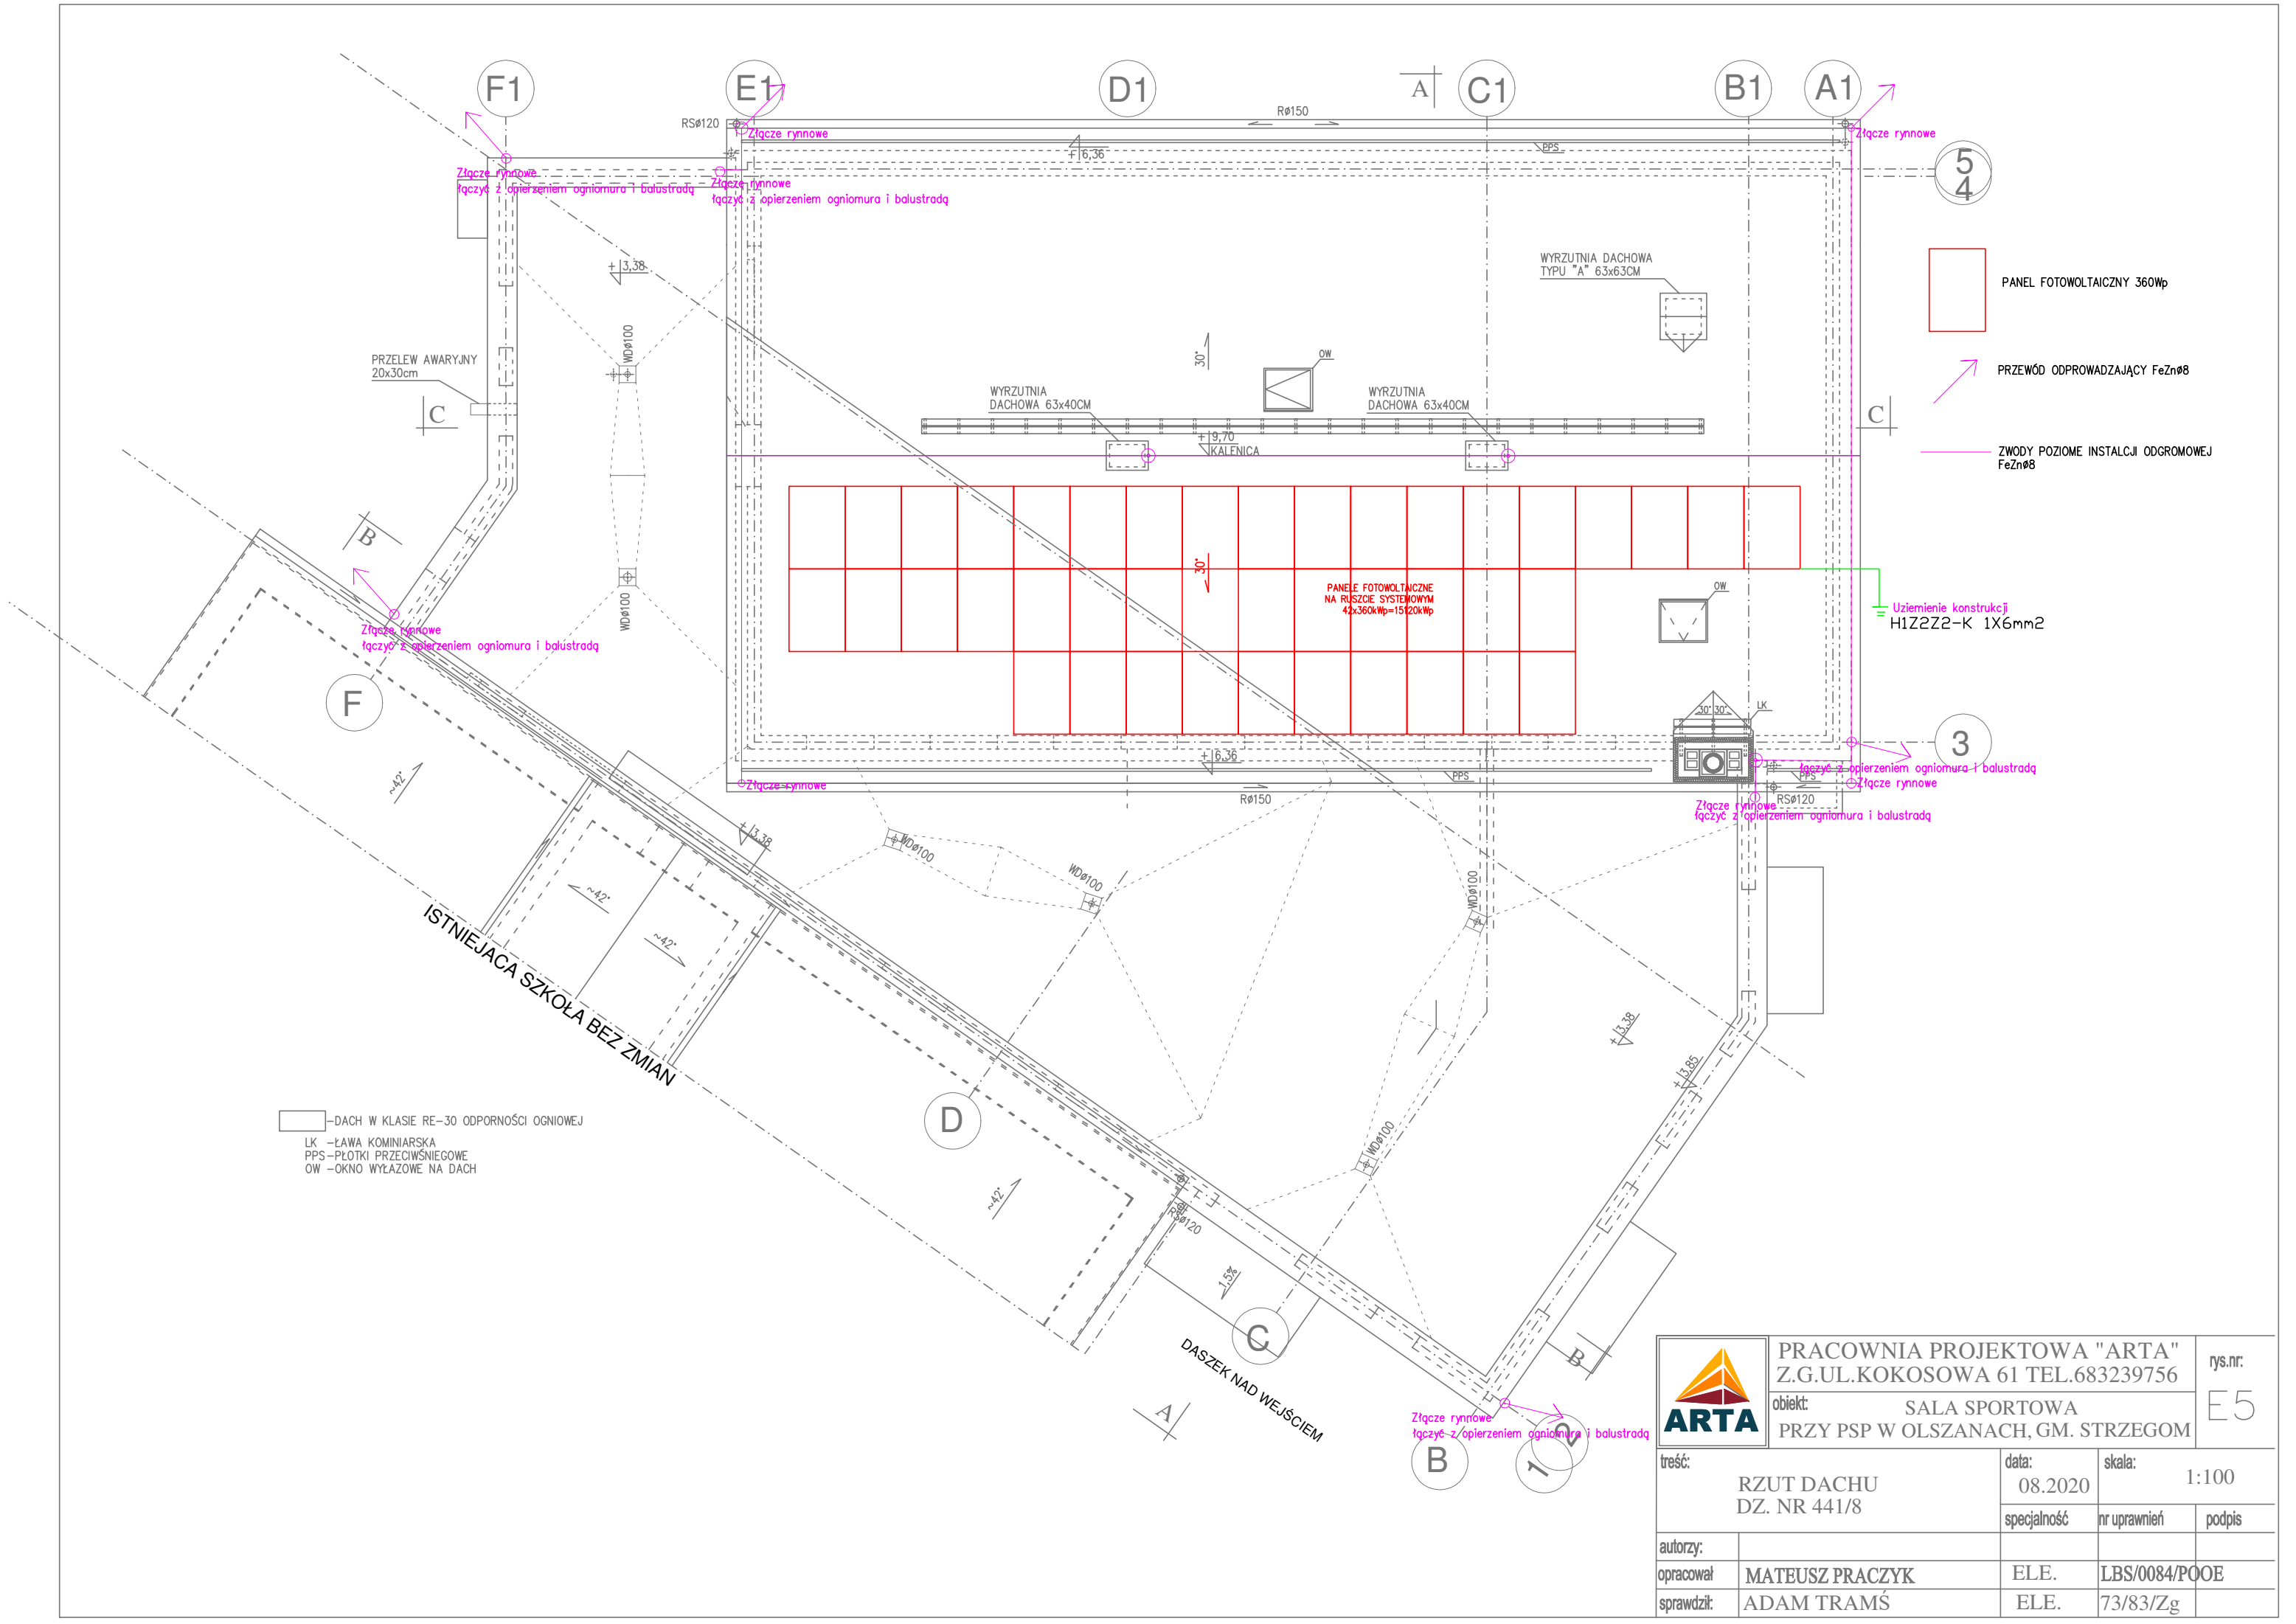 F1
E1
D1
A
C1
B1
A1
RSø120
Rø150
Złącze rynnowe
Złącze rynnowe
+6,36
PPS
5
4
Złącze rynnowe
łączyć z opierzeniem ogniomura i balustradą
Złącze rynnowe
łączyć z opierzeniem ogniomura i balustradą
+3,38
WYRZUTNIA DACHOWA
TYPU "A" 63x63CM
PANEL FOTOWOLTAICZNY 360Wp
WDø100
PRZELEW AWARYJNY
20x30cm
30°
OW
PRZEWÓD ODPROWADZAJĄCY FeZnø8
WYRZUTNIA
DACHOWA 63x40CM
WYRZUTNIA
DACHOWA 63x40CM
C
C
+9,70
KALENICA
ZWODY POZIOME INSTALCJI ODGROMOWEJ
FeZnø8
B
30°
PANELE FOTOWOLTAICZNE
NA RUSZCIE SYSTEMOWYM
42x360kWp=15120kWp
OW
WDø100
Uziemienie konstrukcji
H1Z2Z2-K 1X6mm2
Złącze rynnowe
łączyć z opierzeniem ogniomura i balustradą
F
30° 30°
LK
3
+6,36
PPS
łączyć z opierzeniem ogniomura i balustradą
PPS
Złącze rynnowe
~42°
Złącze rynnowe
Rø150
RSø120
Złącze rynnowe
łączyć z opierzeniem ogniomura i balustradą
+3,38
WDø100
WDø100
WDø100
~42°
~42°
ISTNIEJACA SZKOŁA BEZ ZMIAN
+3,38
+3,85
D
-DACH W KLASIE RE-30 ODPORNOŚCI OGNIOWEJ
LK -ŁAWA KOMINIARSKA
PPS-PŁOTKI PRZECIWŚNIEGOWE
OW -OKNO WYŁAZOWE NA DACH
WDø100
~42°
RSø120
1,5%
C
DASZEK NAD WEJŚCIEM
B
A
Złącze rynnowe
łączyć z opierzeniem ogniomura i balustradą
B
1
2
ARTA
PRACOWNIA PROJEKTOWA "ARTA"
Z.G.UL.KOKOSOWA 61 TEL.683239756
rys.nr:
E5
obiekt:
SALA SPORTOWA
PRZY PSP W OLSZANACH, GM. STRZEGOM
treść:
RZUT DACHU
DZ. NR 441/8
data:
08.2020
skala:
1:100
specjalność
nr uprawnień
podpis
autorzy:
opracował MATEUSZ PRACZYK ELE. LBS/0084/POOE
sprawdził: ADAM TRAMŚ ELE. 73/83/Zg